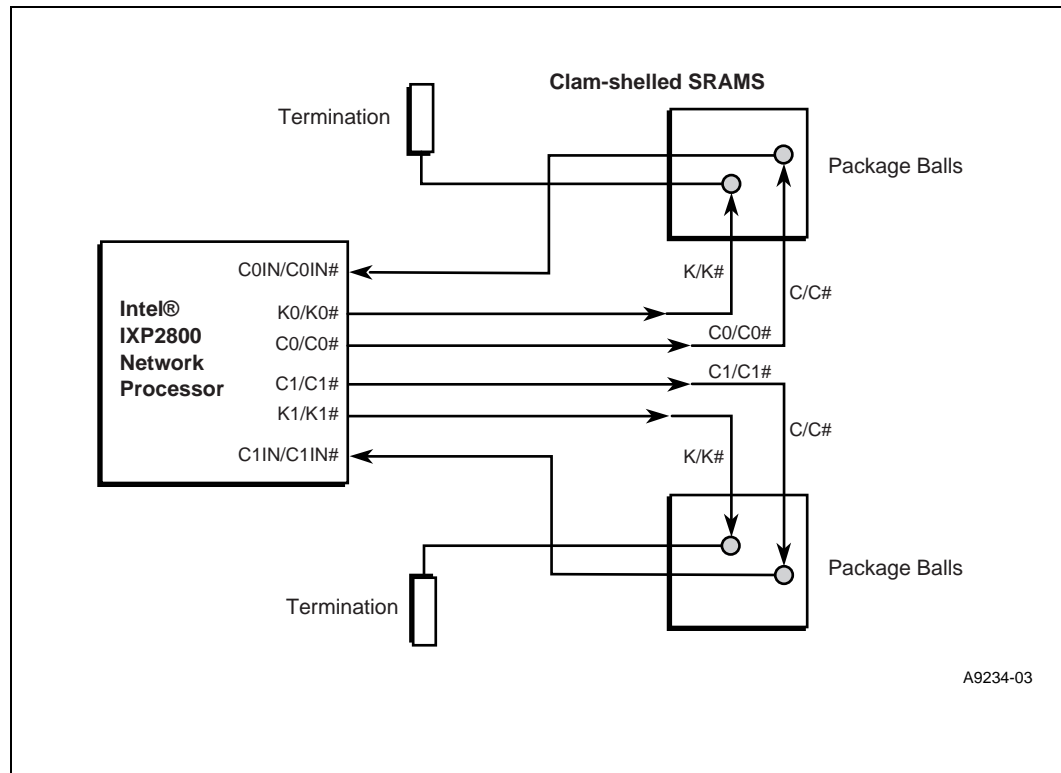 Clam-shelled SRAMS
Termination
Package Balls
C0IN/C0IN#
K/K#
C/C#
Intel®
IXP2800
Network
Processor
K0/K0#
C0/C0#
C0/C0#
C1/C1#
C1/C1#
K1/K1#
C/C#
C1IN/C1IN#
K/K#
Package Balls
Termination
A9234-03